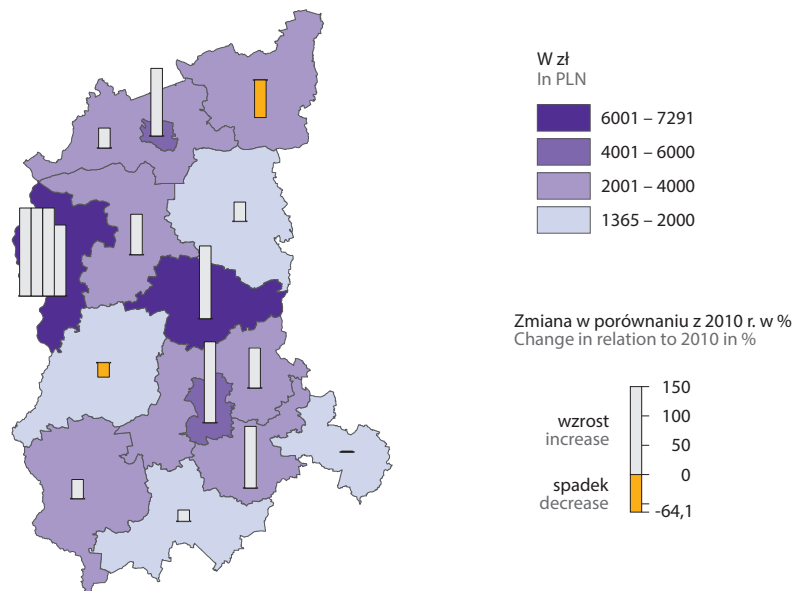 W zł
In PLN
6001 – 7291
4001 – 6000
2001 – 4000
1365 – 2000
Zmiana w porównaniu z 2010 r. w %
Change in relation to 2010 in %
150
100
50
0
-64,1
wzrost
increase
spadek
decrease